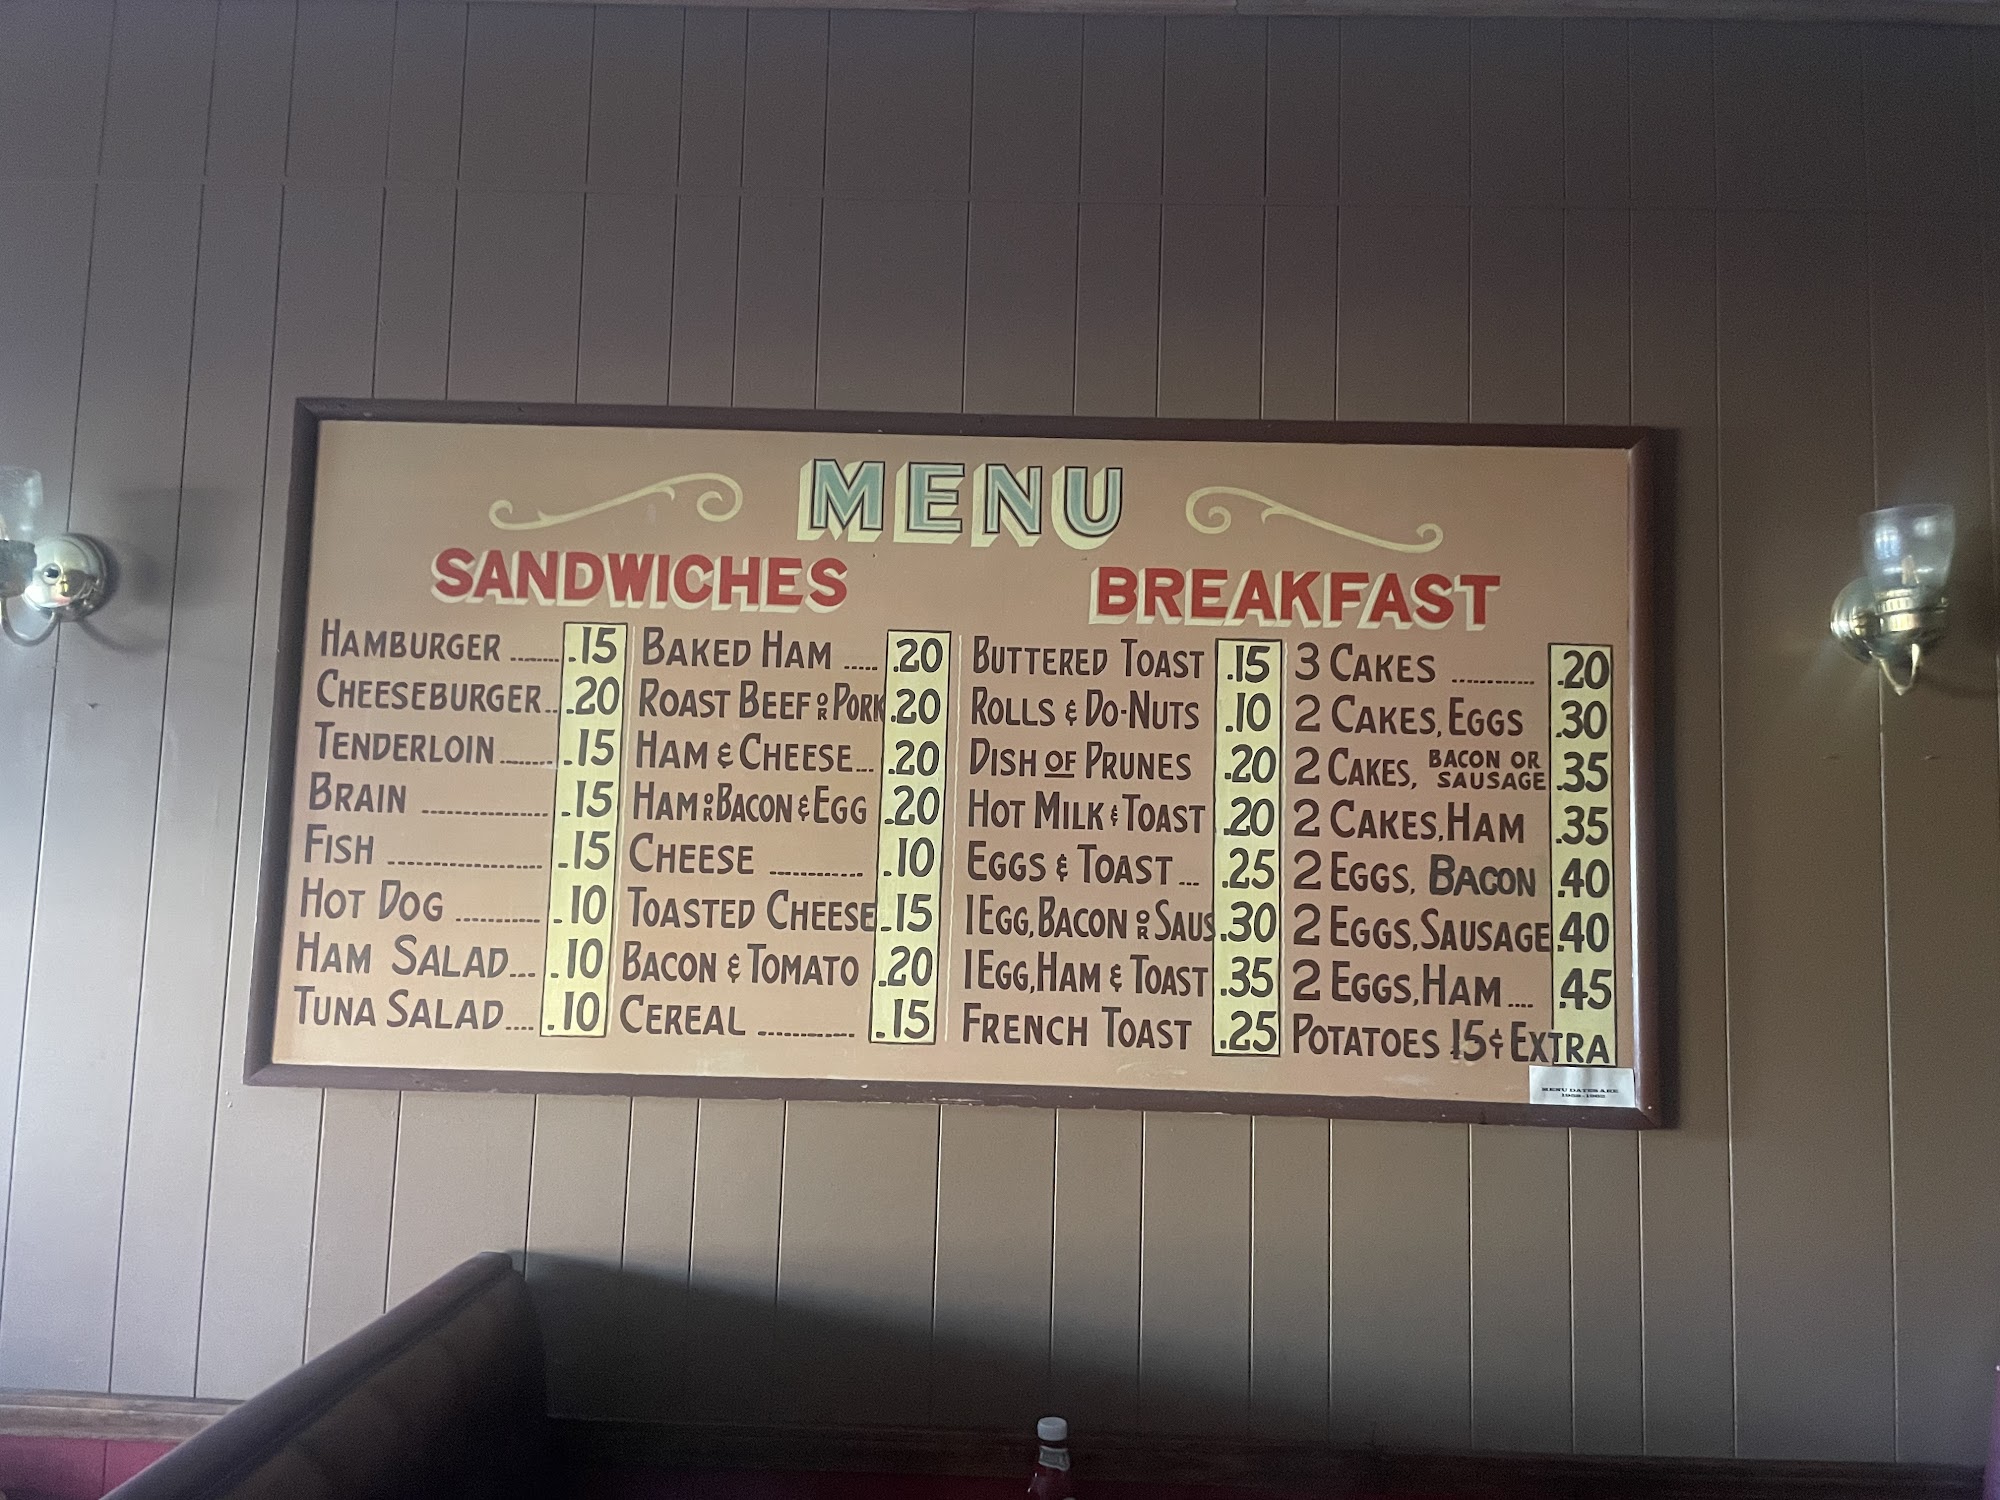 MENU
SANDWICHES
HAMBURGER ........ .15
CHEESEBURGER.. .20
TENDERLOIN ........ .15
BRAIN ................ .15
FISH .................... .15
HOT DOG ........... .10
HAM SALAD... .10
TUNA SALAD.... .10
BAKED HAM ..... .20
ROAST BEEF OR PORK .20
HAM & CHEESE... .20
HAM OR BACON & EGG .20
CHEESE ............ .10
TOASTED CHEESE .15
BACON & TOMATO .20
CEREAL ............ .15
BREAKFAST
BUTTERED TOAST .15
ROLLS & DO-NUTS .10
DISH OF PRUNES .20
HOT MILK & TOAST .20
EGGS & TOAST ... .25
1 EGG, BACON OR SAUS .30
1 EGG, HAM & TOAST .35
FRENCH TOAST .25
3 CAKES ............ .20
2 CAKES, EGGS .30
2 CAKES, BACON OR SAUSAGE .35
2 CAKES, HAM .35
2 EGGS, BACON .40
2 EGGS, SAUSAGE .40
2 EGGS, HAM .... .45
POTATOES 15¢ EXTRA
MENU DATES ARE